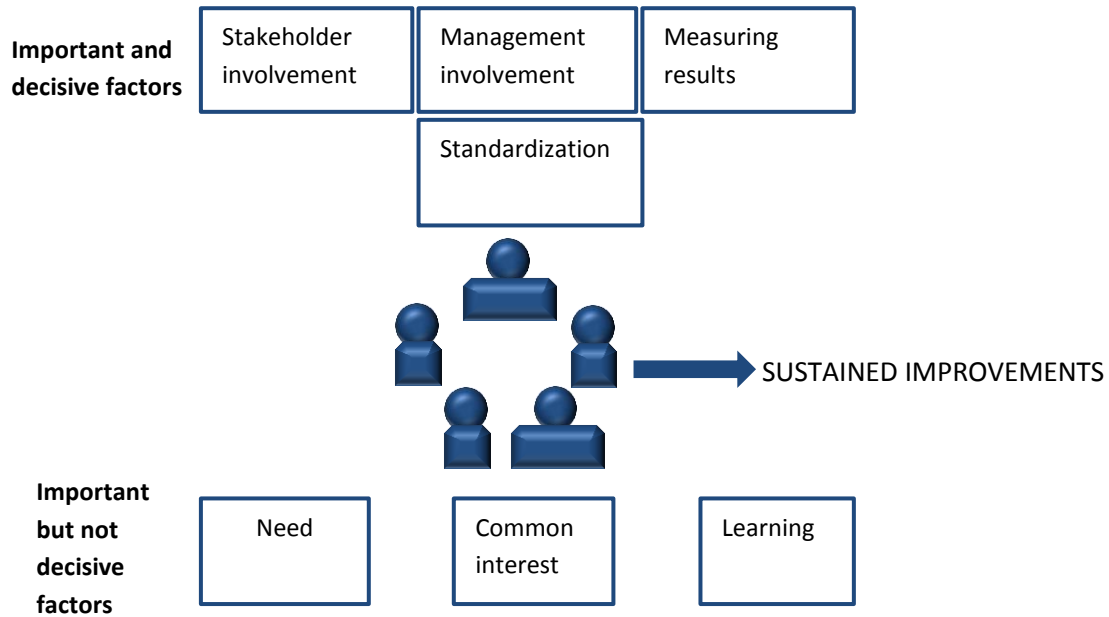 Important and
decisive factors
Stakeholder
involvement
Management
involvement
Measuring
results
Standardization
SUSTAINED IMPROVEMENTS
Important
but not
decisive
factors
Need
Common
interest
Learning